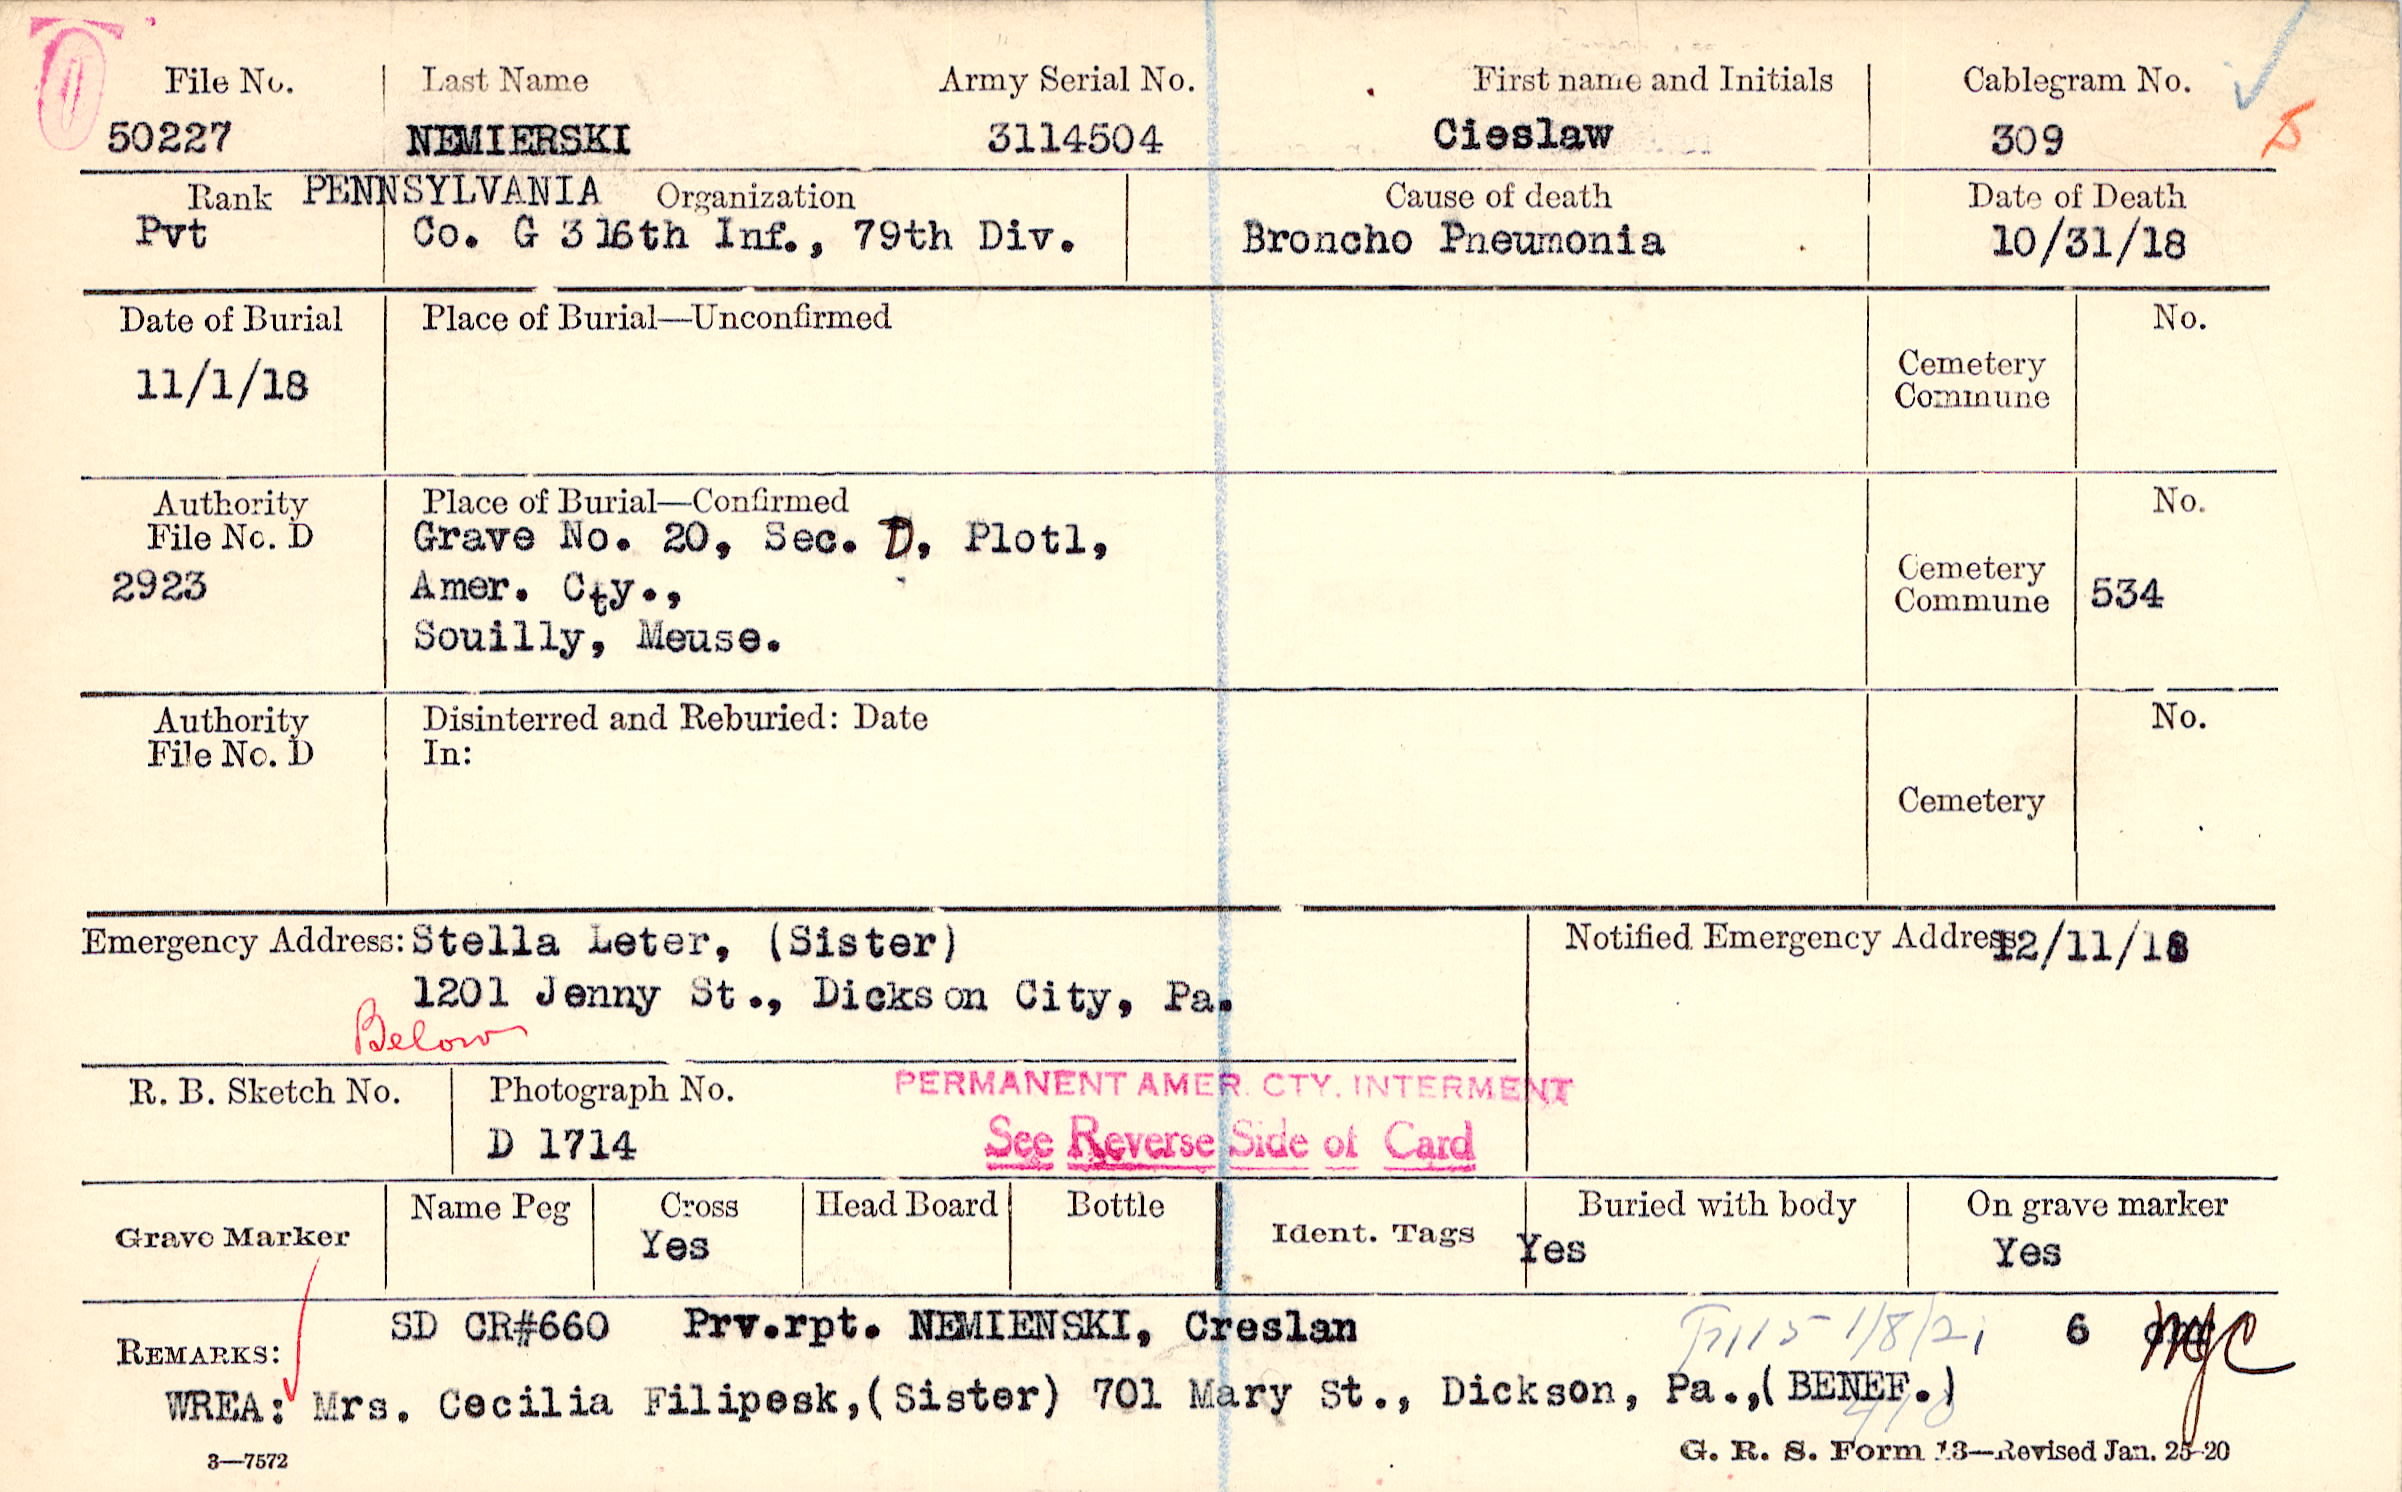 File No. Last Name Army Serial No. First name and Initials Cablegram No.
50227 NEMIERSKI 3114504 Cieslaw 309
Rank PENNSYLVANIA Organization Cause of death Date of Death
Pvt Co. G 316th Inf., 79th Div. Broncho Pneumonia 10/31/18
Date of Burial Place of Burial—Unconfirmed No.
11/1/18 Cemetery
Commune
Authority Place of Burial—Confirmed No.
File No. D Grave No. 20, Sec. D, Plotl,
2923 Amer. Cty., Cemetery
Commune 534
Souilly, Meuse.
Authority Disinterred and Reburied: Date No.
File No. D In:
Cemetery
Emergency Address: Stella Leter, (Sister) Notified Emergency Address 12/11/18
1201 Jenny St., Dickson City, Pa.
Below
R. B. Sketch No. Photograph No. PERMANENT AMER. CTY. INTERMENT
D 1714 See Reverse Side of Card
Grave Marker Name Peg Cross Head Board Bottle Ident. Tags Buried with body On grave marker
Yes Yes Yes
SD CR#660 Prv.rpt. NEMIENSKI, Creslan 1/8/21 6
REMARKS:
WREA: Mrs. Cecilia Filipesk,(Sister) 701 Mary St., Dickson, Pa.,(BENEF.)
3—7572 G. R. S. Form 13—Revised Jan. 25-20